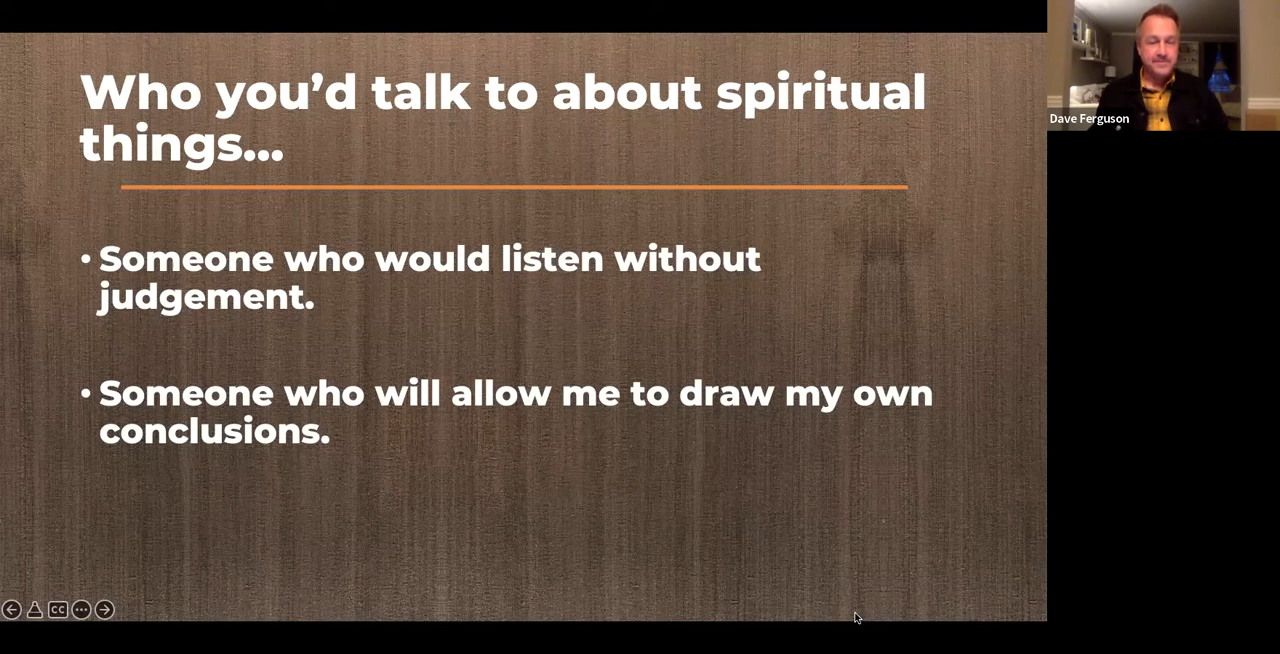 Who you’d talk to about spiritual
things...
• Someone who would listen without
judgement.
• Someone who will allow me to draw my own
conclusions.
Dave Ferguson
CC